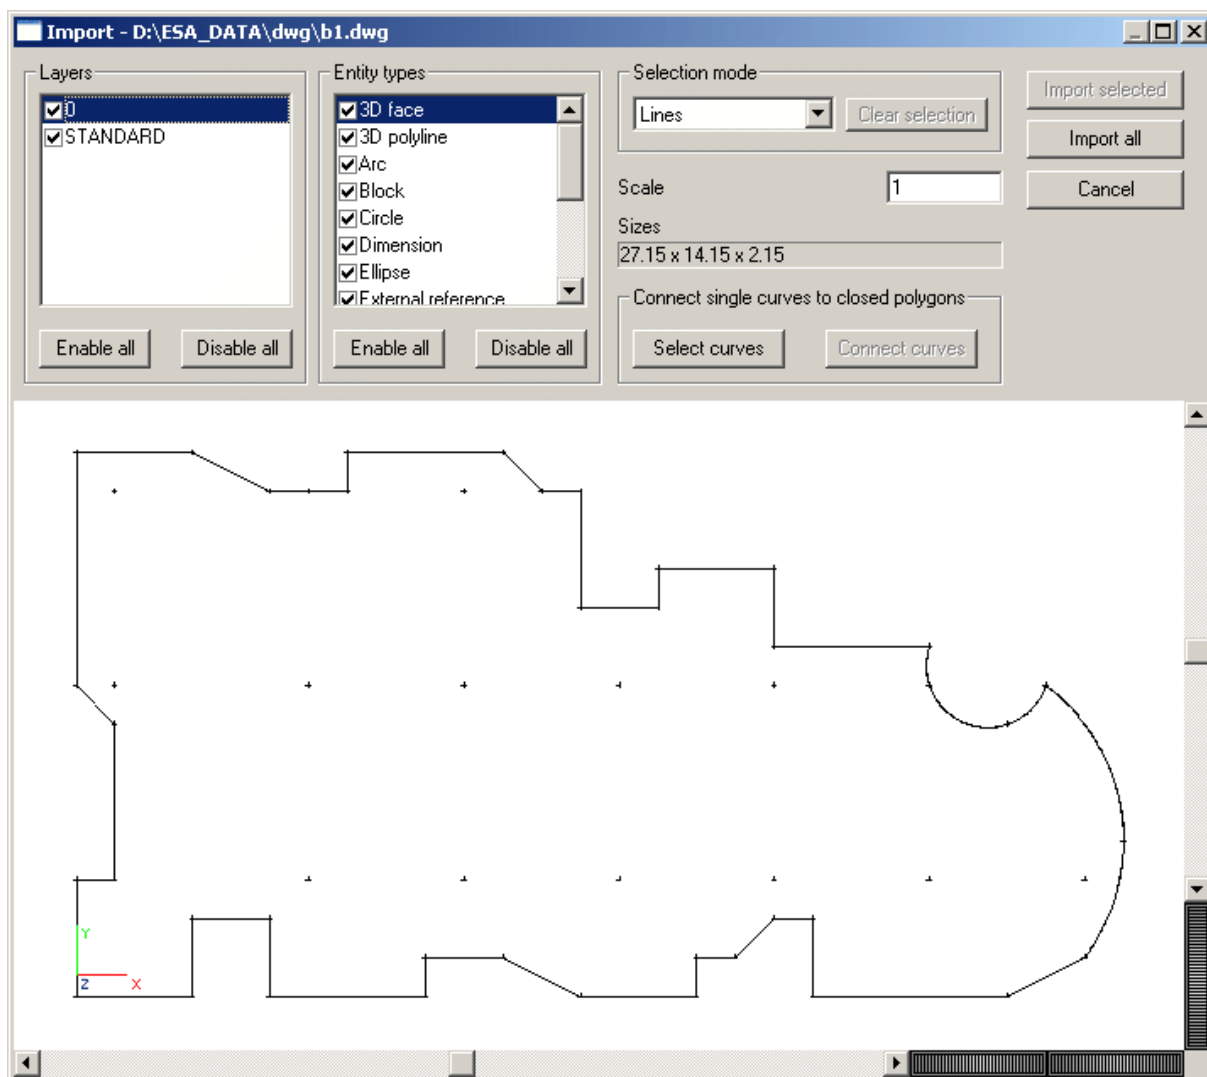 Import - D:\ESA_DATA\dwg\b1.dwg
Layers
0
STANDARD
Enable all
Disable all
Entity types
3D face
3D polyline
Arc
Block
Circle
Dimension
Ellipse
External reference
Enable all
Disable all
Selection mode
Lines
Clear selection
Scale
1
Sizes
27.15 x 14.15 x 2.15
Connect single curves to closed polygons
Select curves
Connect curves
Import selected
Import all
Cancel
Y
Z
X